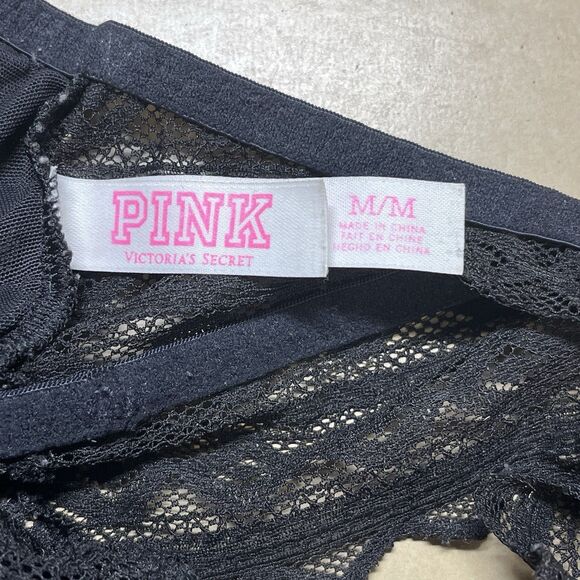 PINK
VICTORIA'S SECRET
M/M
MADE IN CHINA
FAIT EN CHINE
HECHO EN CHINA